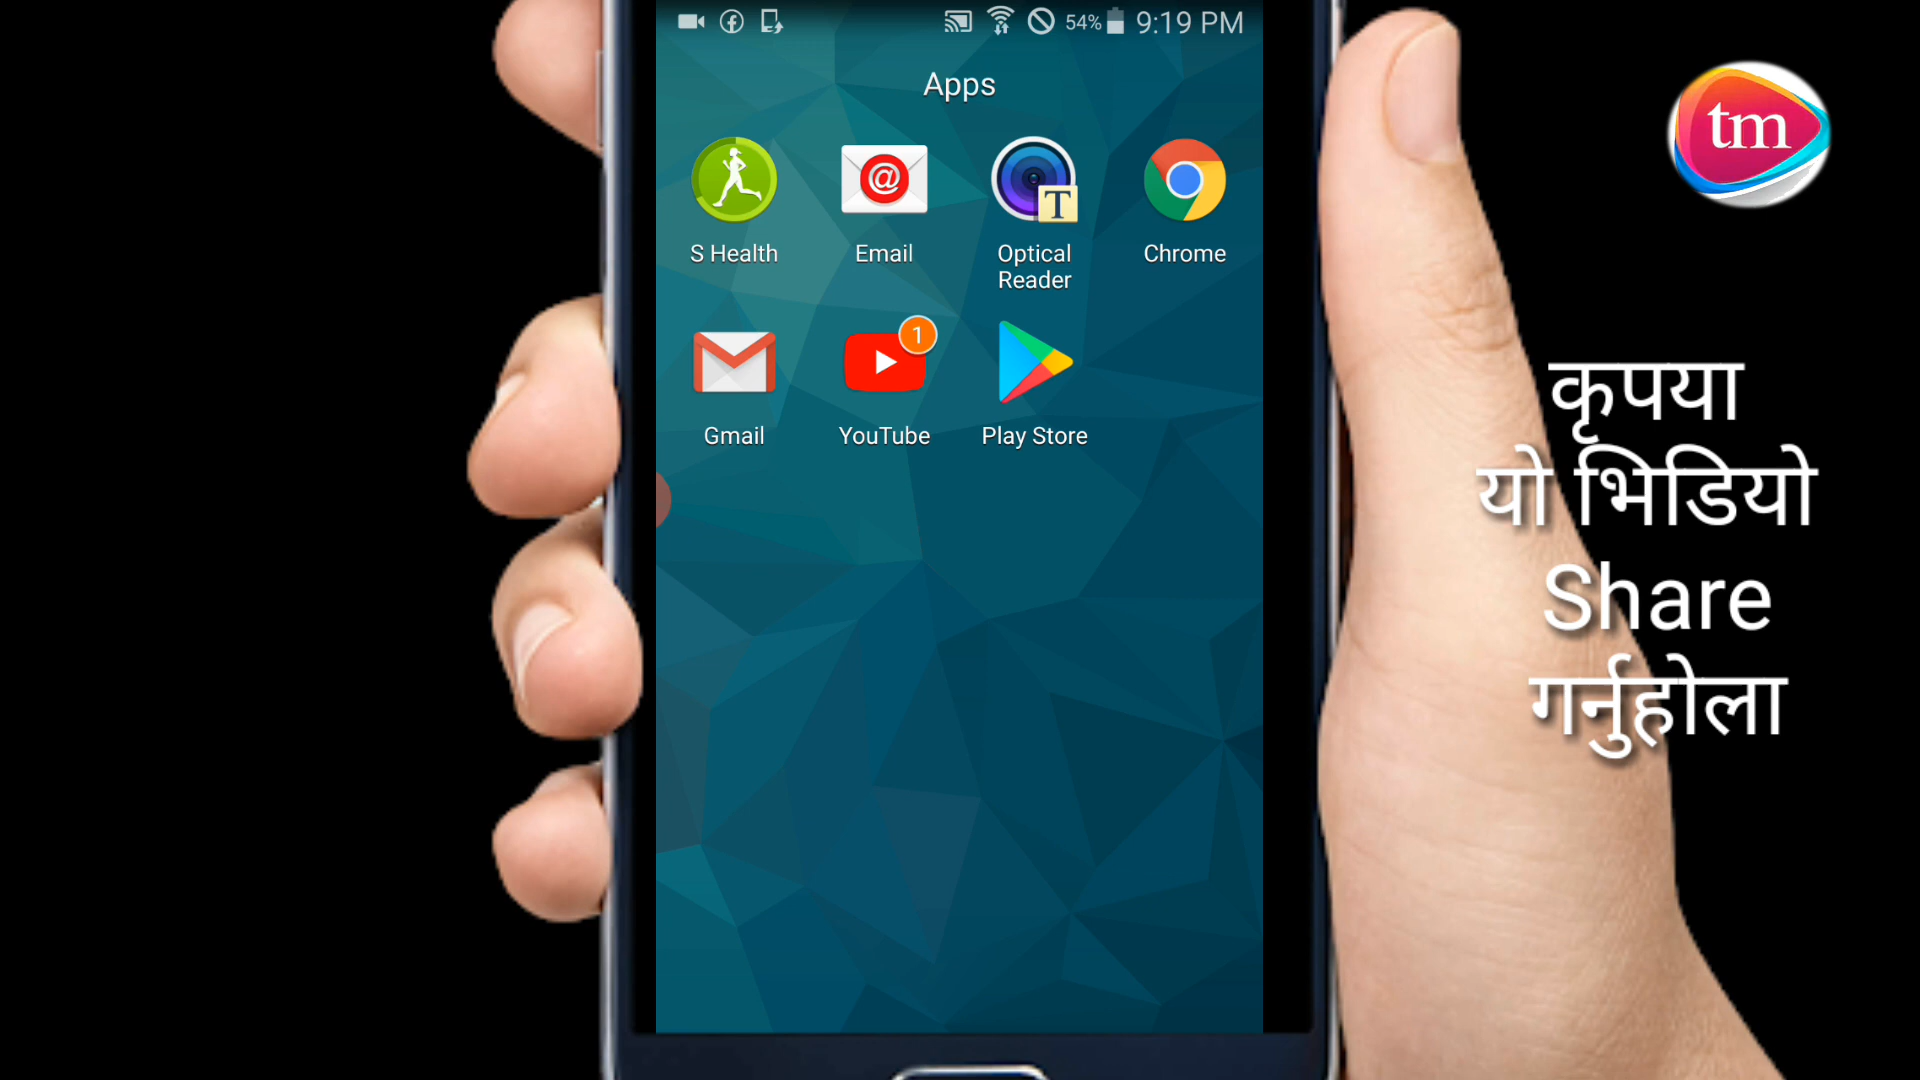 54% 9:19 PM
Apps
tm
@
T
S Health Email Optical Reader Chrome
1
Gmail YouTube Play Store
कृपया
यो भिडियो
Share
गर्नुहोला